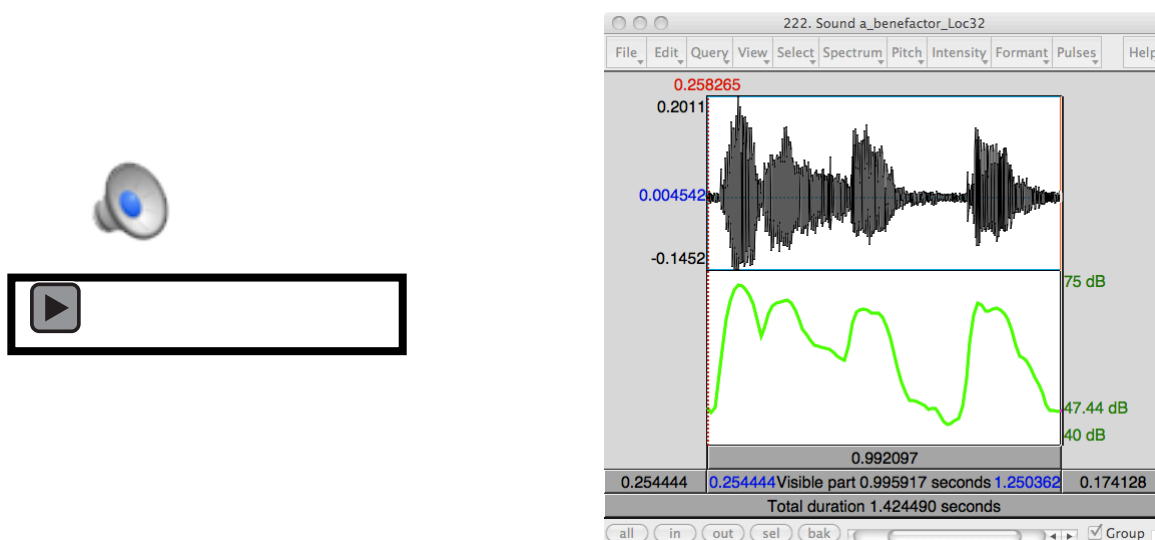 222. Sound a_benefactor_Loc32
File Edit Query View Select Spectrum Pitch Intensity Formant Pulses Help
0.258265
0.2011
0.004542
-0.1452
75 dB
47.44 dB
40 dB
0.992097
0.254444 0.254444 Visible part 0.995917 seconds 1.250362 0.174128
Total duration 1.424490 seconds
all in out sel bak Group